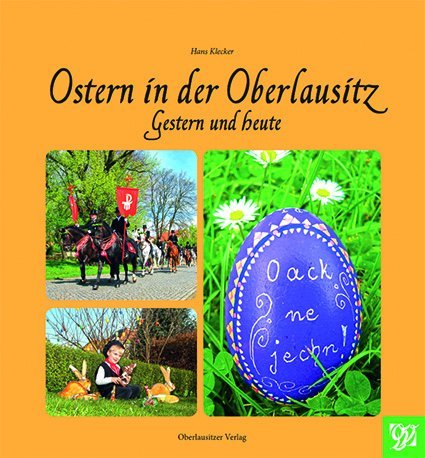 Hans Klecker
Ostern in der Oberlausitz
Gestern und heute
Oack
ne
jechn!
Oberlausitzer Verlag